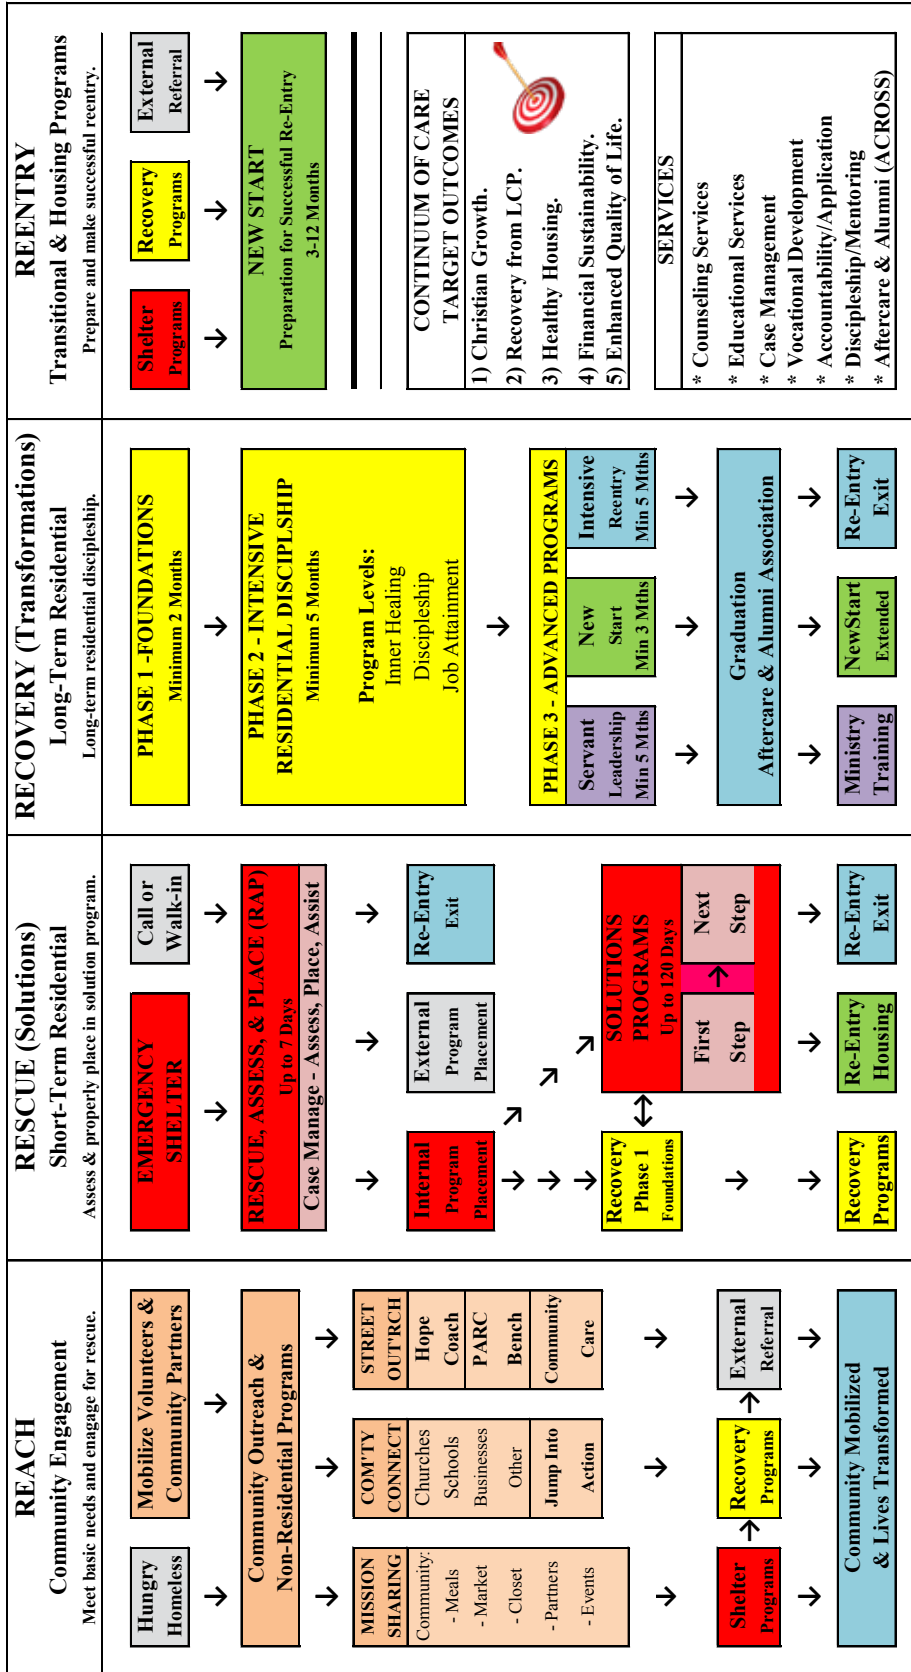 REACH
Community Engagement
Meet basic needs and enagage for rescue.
Hungry
Homeless
Mobilize Volunteers &
Community Partners
↓ ↓
Community Outreach &
Non-Residential Programs
↓ ↓ ↓
MISSION
SHARING
Community:
- Meals
- Market
- Closet
- Partners
- Events
COM'TY
CONNECT
Churches
Schools
Businesses
Other
Jump Into
Action
STREET
OUT'RCH
Hope
Coach
PARC
Bench
Community
Care
↓ ↓ ↓
Shelter
Programs
→
Recovery
Programs
→
External
Referral
↓ ↓ ↓
Community Mobilized
& Lives Transformed
RESCUE (Solutions)
Short-Term Residential
Assess & properly place in solution program.
EMERGENCY
SHELTER
Call or
Walk-in
↓ ↓
RESCUE, ASSESS, & PLACE (RAP)
Up to 7 Days
Case Manage - Assess, Place, Assist
↓ ↓ ↓
Internal
Program
Placement
External
Program
Placement
Re-Entry
Exit
↓ ↘
↓ ↘
↓ ↘
Recovery
Phase 1
Foundations
↔
SOLUTIONS
PROGRAMS
Up to 120 Days
First
Step
→
Next
Step
↓
↓ ↓ ↓
Recovery
Programs
Re-Entry
Housing
Re-Entry
Exit
RECOVERY (Transformations)
Long-Term Residential
Long-term residential discipleship.
PHASE 1 -FOUNDATIONS
Minimum 2 Months
↓
PHASE 2 - INTENSIVE
RESIDENTIAL DISCIPLSHIP
Minimum 5 Months
Program Levels:
Inner Healing
Discipleship
Job Attainment
↓
PHASE 3 - ADVANCED PROGRAMS
Servant
Leadership
Min 5 Mths
New
Start
Min 3 Mths
Intensive
Reentry
Min 5 Mths
↓ ↓ ↓
Graduation
Aftercare & Alumni Association
↓ ↓ ↓
Ministry
Training
NewStart
Extended
Re-Entry
Exit
REENTRY
Transitional & Housing Programs
Prepare and make successful reentry.
Shelter
Programs
Recovery
Programs
External
Referral
↓ ↓ ↓
NEW START
Preparation for Successful Re-Entry
3-12 Months
CONTINUUM OF CARE
TARGET OUTCOMES
1) Christian Growth.
2) Recovery from LCP.
3) Healthy Housing.
4) Financial Sustainability.
5) Enhanced Quality of Life.
SERVICES
* Counseling Services
* Educational Services
* Case Management
* Vocational Development
* Accountability/Application
* Discipleship/Mentoring
* Aftercare & Alumni (ACROSS)